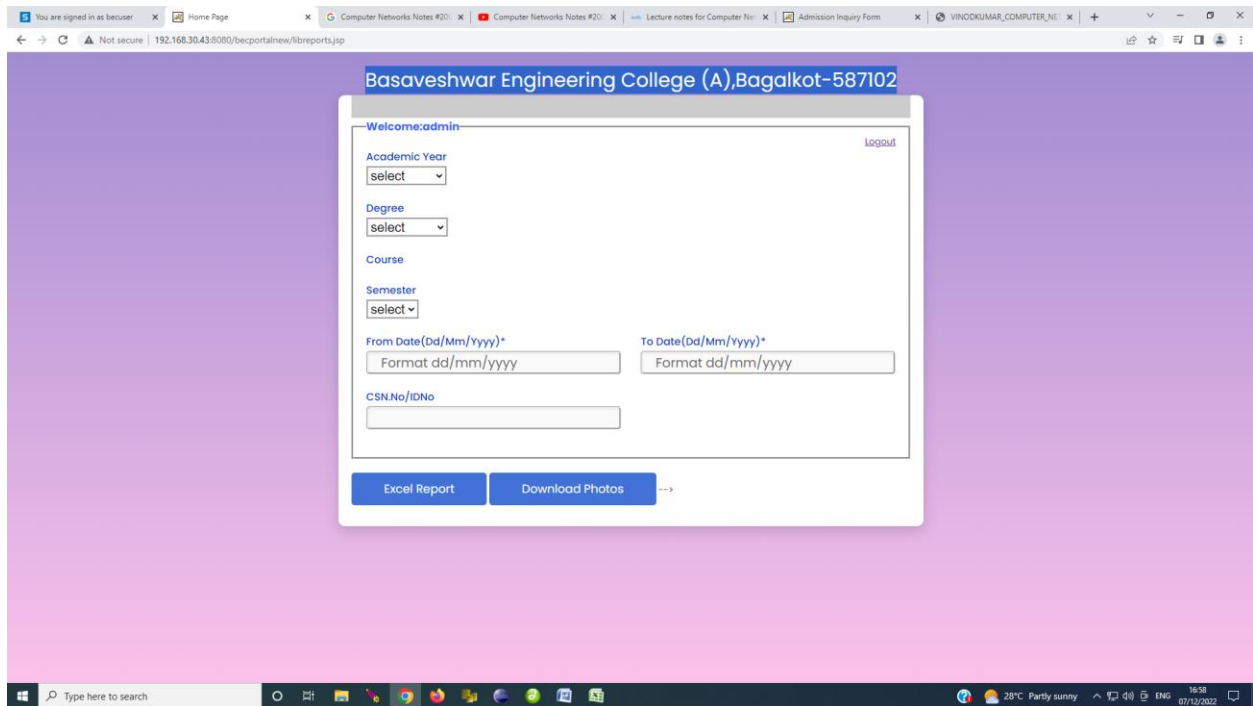 You are signed in as becuser
Home Page
Computer Networks Notes #20
Computer Networks Notes #20
Lecture notes for Computer Ne
Admission Inquiry Form
VINODKUMAR_COMPUTER_NE
Not secure | 192.168.30.43:8080/becportalnew/libreports.jsp
Basaveshwar Engineering College (A),Bagalkot-587102
Welcome:admin
Logout
Academic Year
select
Degree
select
Course
Semester
select
From Date(Dd/Mm/Yyyy)* To Date(Dd/Mm/Yyyy)*
Format dd/mm/yyyy Format dd/mm/yyyy
CSN.No/IDNo
Excel Report Download Photos -->
Type here to search
28°C Partly sunny ENG 16:58
07/12/2022